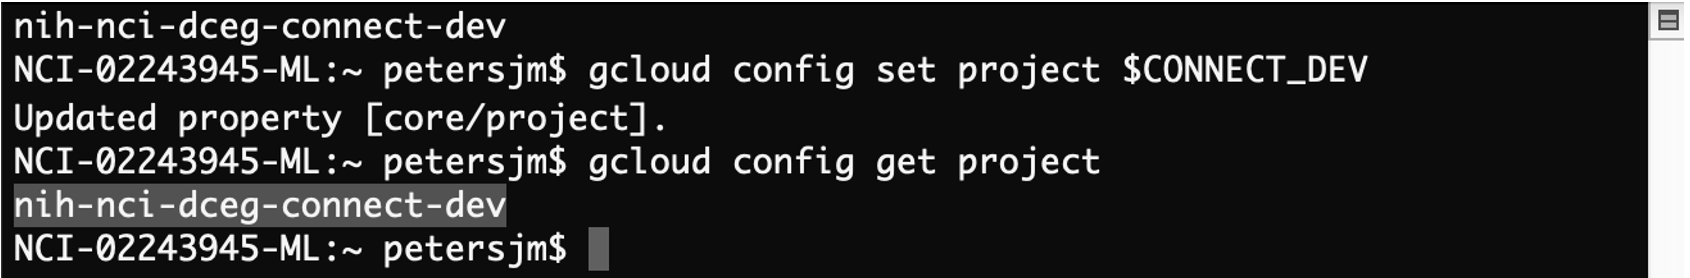 nih-nci-dceg-connect-dev
NCI-02243945-ML:~ petersjm$ gcloud config set project $CONNECT_DEV
Updated property [core/project].
NCI-02243945-ML:~ petersjm$ gcloud config get project
nih-nci-dceg-connect-dev
NCI-02243945-ML:~ petersjm$